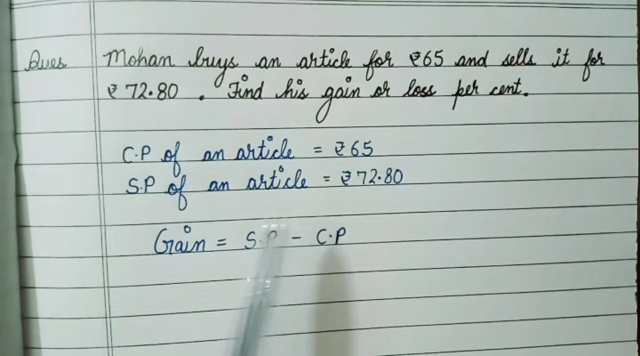 Ques Mohan buys an article for ₹65 and sells it for
₹72.80. Find his gain or loss per cent.
C.P of an article = ₹65
S.P of an article = ₹72.80
Gain = S.P - C.P